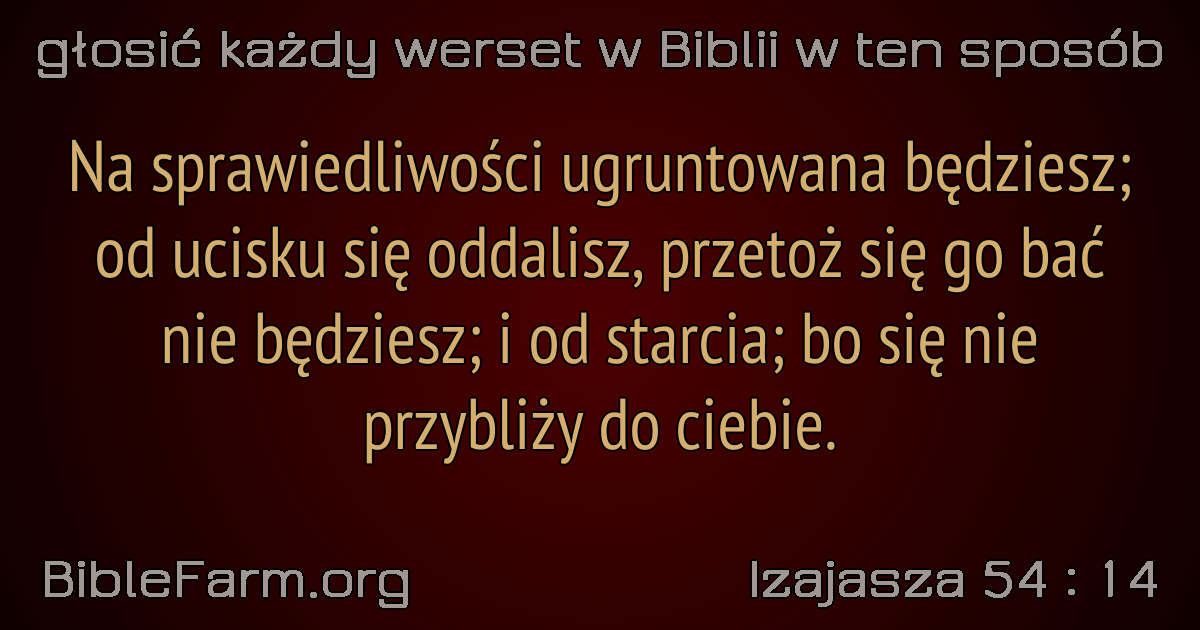 głosić każdy werset w Biblii w ten sposób
Na sprawiedliwości ugruntowana będziesz;
od ucisku się oddalisz, przetoż się go bać
nie będziesz; i od starcia; bo się nie
przybliży do ciebie.
BibleFarm.org
Izajasza 54 : 14